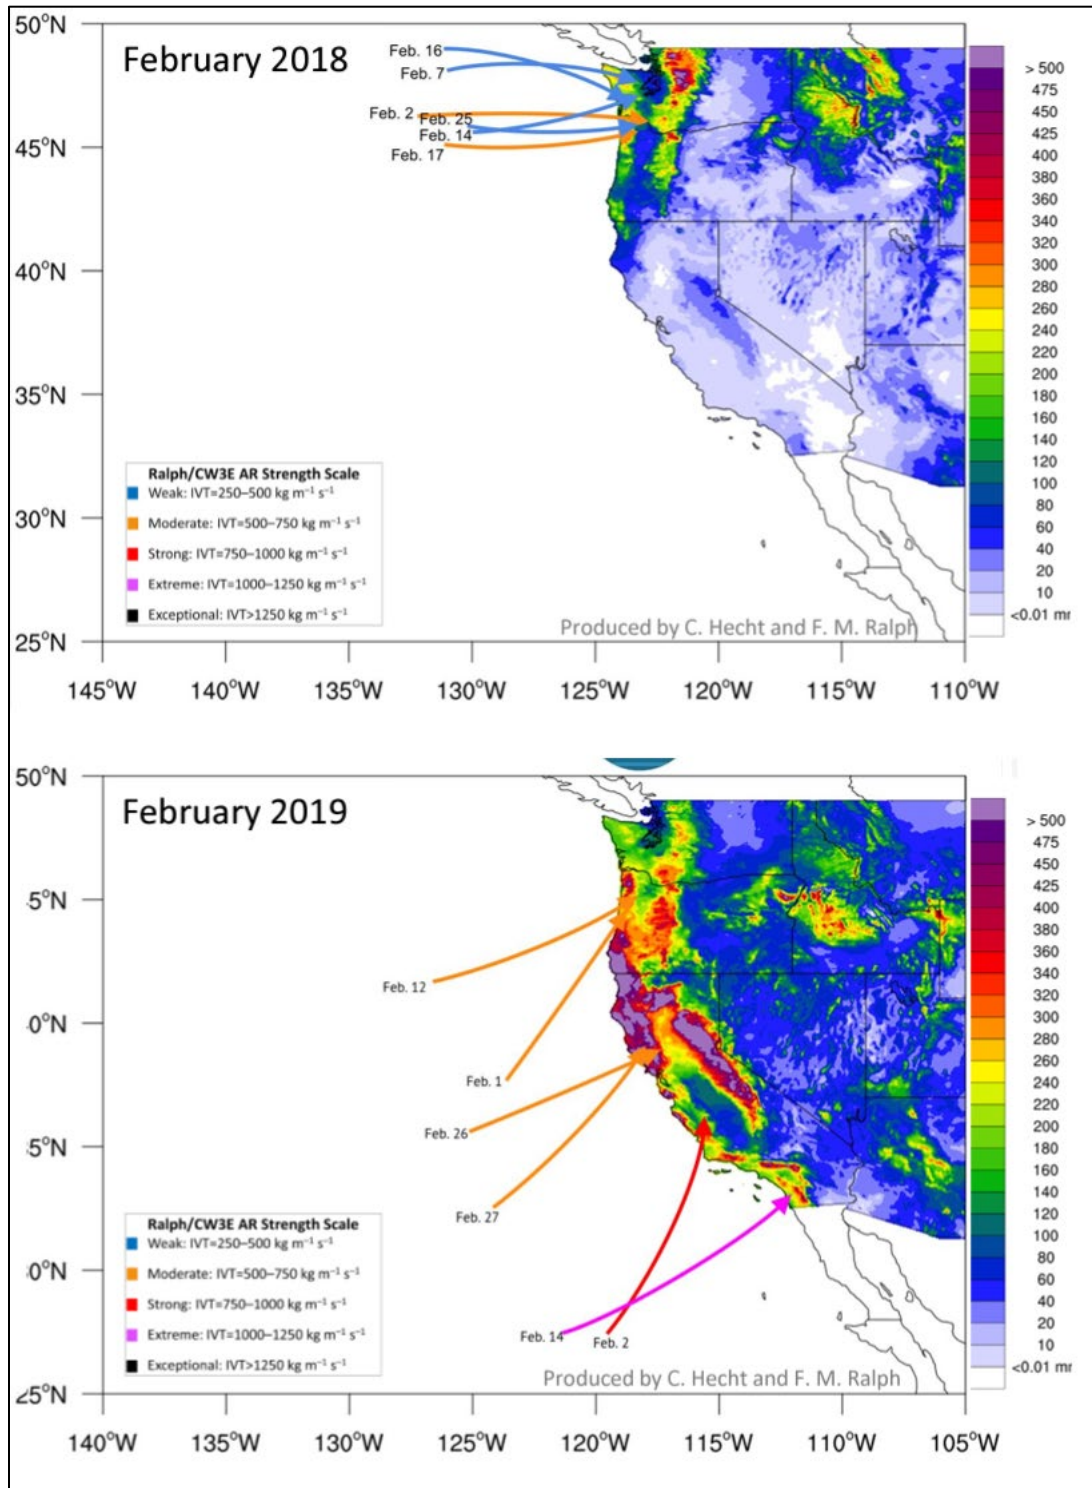 50°N
February 2018
Feb. 16
Feb. 7
Feb. 2
Feb. 25
Feb. 14
Feb. 17
45°N
40°N
35°N
30°N
25°N
Ralph/CW3E AR Strength Scale
Weak: IVT=250–500 kg m⁻¹ s⁻¹
Moderate: IVT=500–750 kg m⁻¹ s⁻¹
Strong: IVT=750–1000 kg m⁻¹ s⁻¹
Extreme: IVT=1000–1250 kg m⁻¹ s⁻¹
Exceptional: IVT>1250 kg m⁻¹ s⁻¹
Produced by C. Hecht and F. M. Ralph
> 500
475
450
425
400
380
360
340
320
300
280
260
240
220
200
180
160
140
120
100
80
60
40
20
10
<0.01 mr
145°W 140°W 135°W 130°W 125°W 120°W 115°W 110°W
50°N
February 2019
5°N
Feb. 12
0°N
Feb. 1
Feb. 26
5°N
Feb. 27
0°N
Feb. 14
Feb. 2
25°N
Ralph/CW3E AR Strength Scale
Weak: IVT=250–500 kg m⁻¹ s⁻¹
Moderate: IVT=500–750 kg m⁻¹ s⁻¹
Strong: IVT=750–1000 kg m⁻¹ s⁻¹
Extreme: IVT=1000–1250 kg m⁻¹ s⁻¹
Exceptional: IVT>1250 kg m⁻¹ s⁻¹
Produced by C. Hecht and F. M. Ralph
> 500
475
450
425
400
380
360
340
320
300
280
260
240
220
200
180
160
140
120
100
80
60
40
20
10
<0.01 mr
140°W 135°W 130°W 125°W 120°W 115°W 110°W 105°W